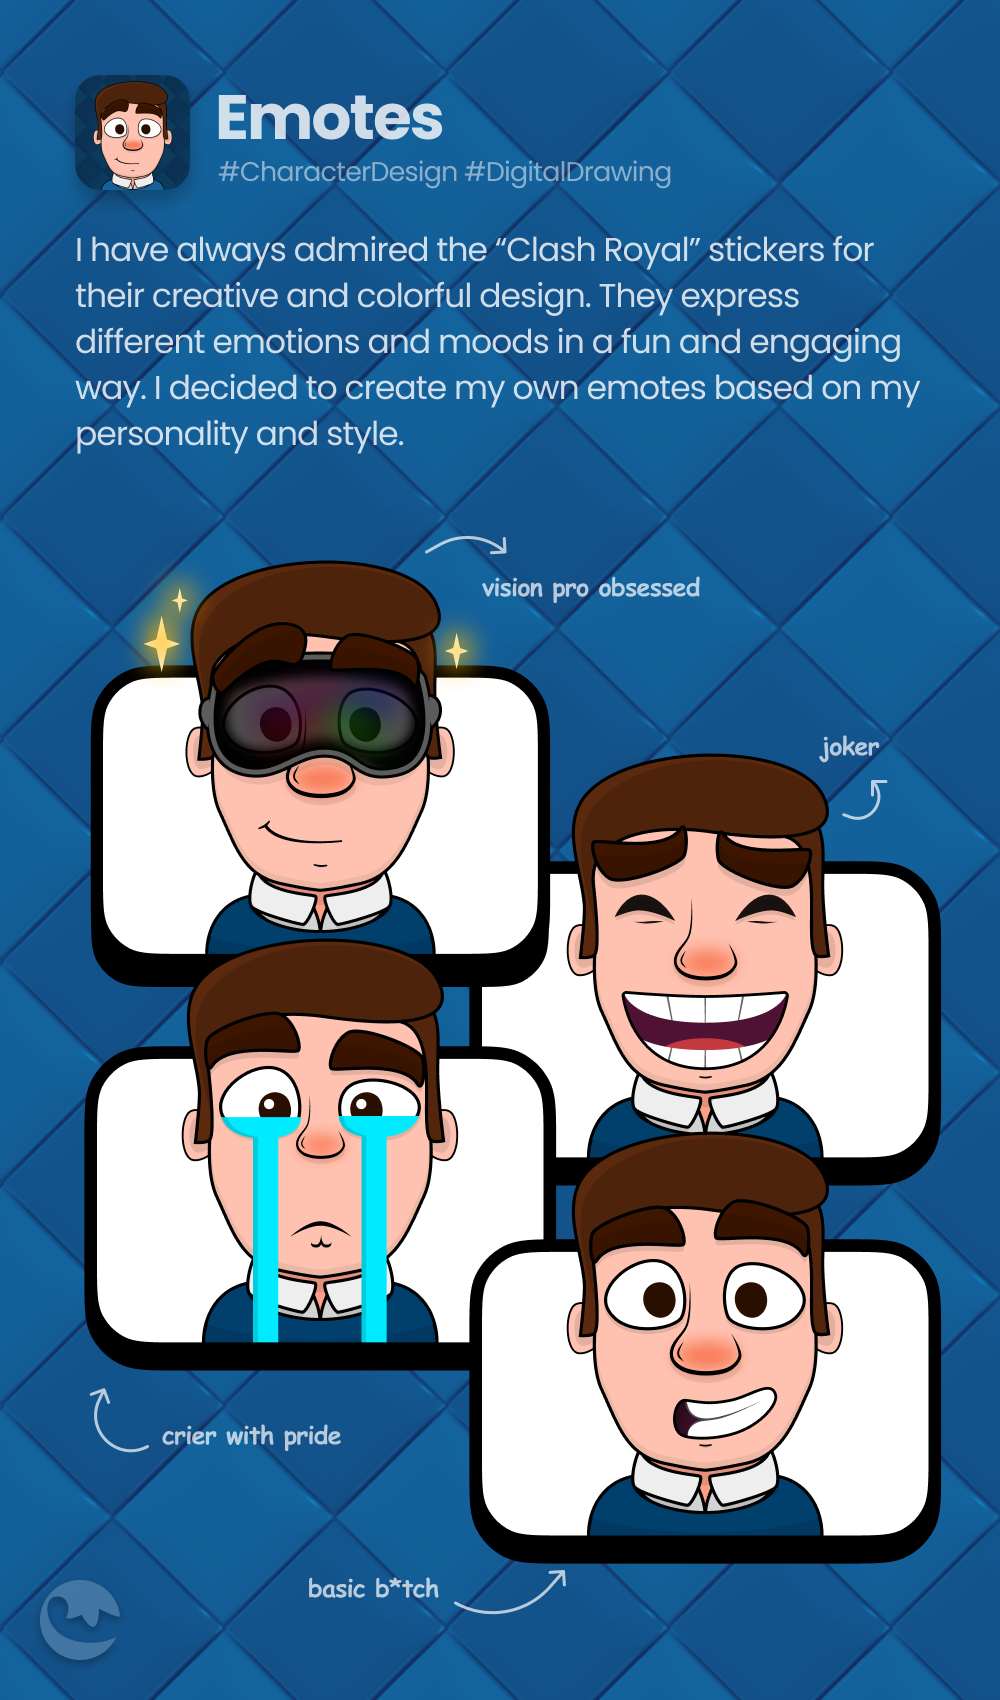 Emotes
#CharacterDesign #DigitalDrawing
I have always admired the “Clash Royal” stickers for
their creative and colorful design. They express
different emotions and moods in a fun and engaging
way. I decided to create my own emotes based on my
personality and style.
vision pro obsessed
joker
crier with pride
basic b*tch